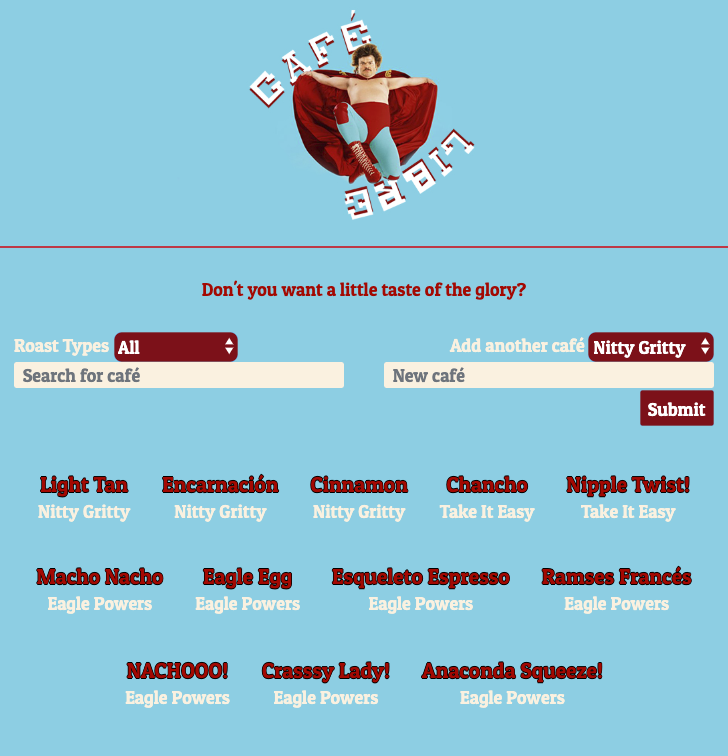 CAFÉ
LIBRE
Don't you want a little taste of the glory?
Roast Types All
Add another café Nitty Gritty
Search for café
New café
Submit
Light Tan Encarnación Cinnamon Chancho Nipple Twist!
Nitty Gritty Nitty Gritty Nitty Gritty Take It Easy Take It Easy
Macho Nacho Eagle Egg Esqueleto Espresso Ramses Francés
Eagle Powers Eagle Powers Eagle Powers Eagle Powers
NACHOOO! Crasssy Lady! Anaconda Squeeze!
Eagle Powers Eagle Powers Eagle Powers